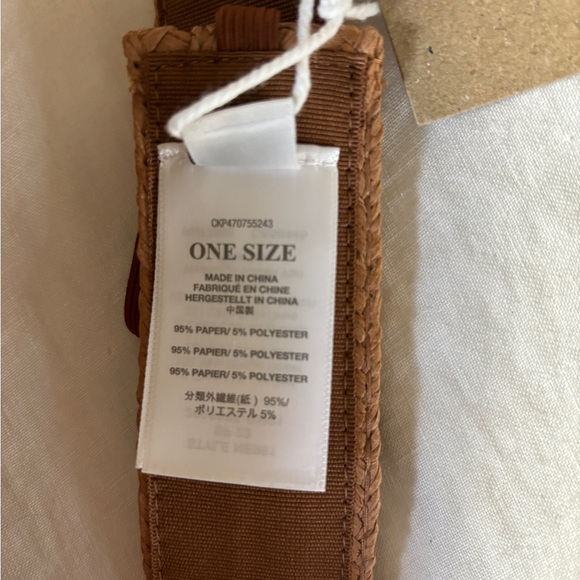 CKP470755243
ONE SIZE
MADE IN CHINA
FABRIQUÉ EN CHINE
HERGESTELLT IN CHINA
中国製
95% PAPER/ 5% POLYESTER
95% PAPIER/ 5% POLYESTER
95% PAPIER/ 5% POLYESTER
分類外繊維(紙) 95%/
ポリエステル 5%